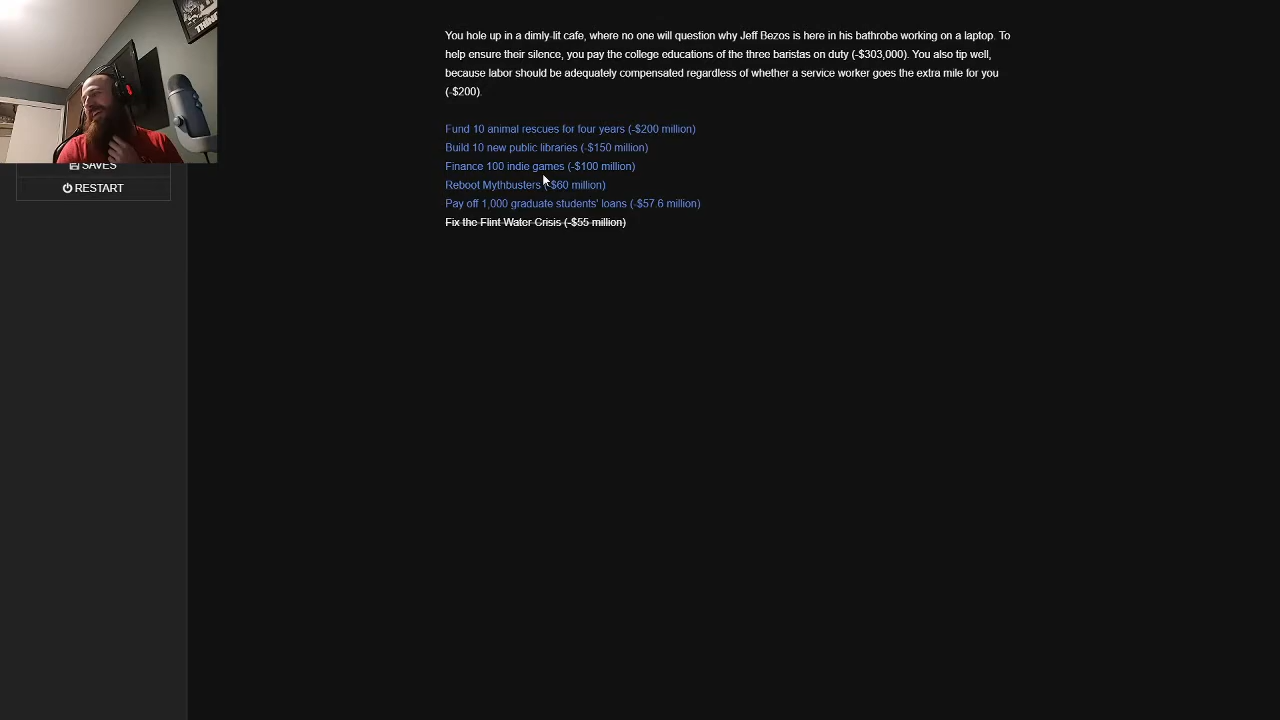 You hole up in a dimly-lit cafe, where no one will question why Jeff Bezos is here in his bathrobe working on a laptop. To
help ensure their silence, you pay the college educations of the three baristas on duty (-$303,000). You also tip well,
because labor should be adequately compensated regardless of whether a service worker goes the extra mile for you
(-$200).
Fund 10 animal rescues for four years (-$200 million)
Build 10 new public libraries (-$150 million)
Finance 100 indie games (-$100 million)
Reboot Mythbusters (-$60 million)
Pay off 1,000 graduate students' loans (-$57.6 million)
Fix the Flint Water Crisis (-$55 million)
SAVES
RESTART